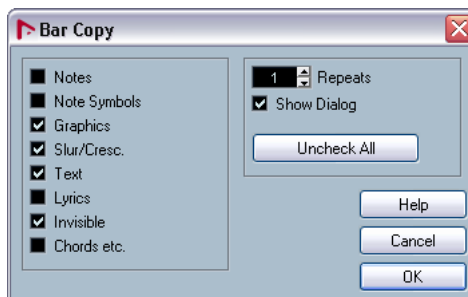 Bar Copy
Notes
Note Symbols
Graphics
Slur/Cresc.
Text
Lyrics
Invisible
Chords etc.
1 Repeats
Show Dialog
Uncheck All
Help
Cancel
OK